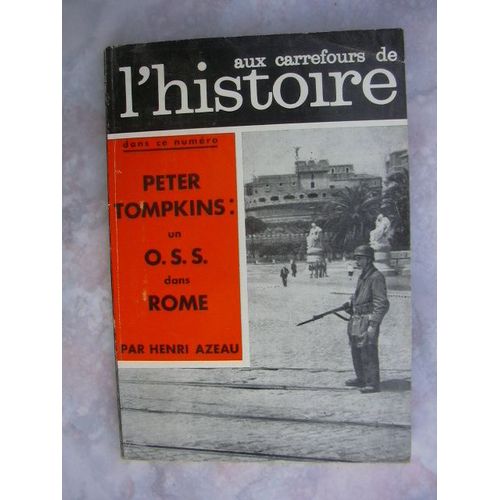 aux carrefours de
l'histoire
dans ce numéro
PETER
TOMPKINS:
un
O. S. S.
dans
ROME
PAR HENRI AZEAU